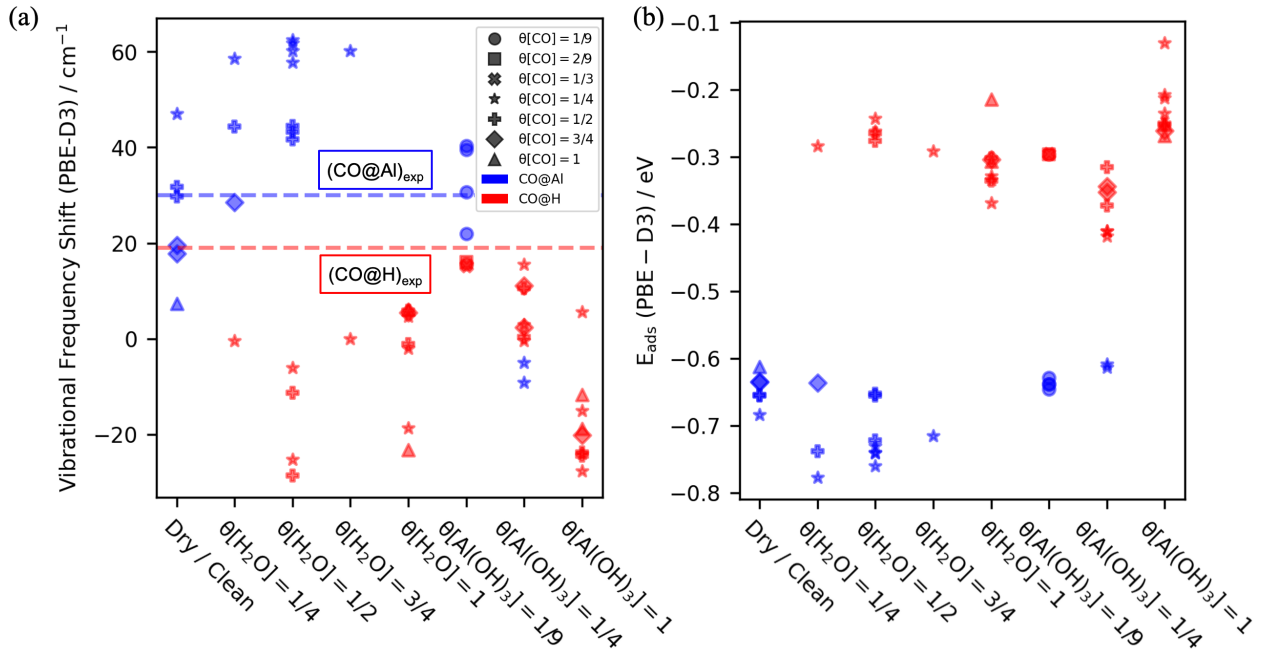 (a)
Vibrational Frequency Shift (PBE-D3) / cm⁻¹
60
40
20
0
−20
θ[CO] = 1/9
θ[CO] = 2/9
θ[CO] = 1/3
θ[CO] = 1/4
θ[CO] = 1/2
θ[CO] = 3/4
θ[CO] = 1
CO@Al
CO@H
(CO@Al)exp
(CO@H)exp
Dry / Clean
θ[H₂O] = 1/4
θ[H₂O] = 1/2
θ[H₂O] = 3/4
θ[H₂O] = 1
θ[Al(OH)₃] = 1/9
θ[Al(OH)₃] = 1/4
θ[Al(OH)₃] = 1
(b)
Eads (PBE − D3) / eV
−0.1
−0.2
−0.3
−0.4
−0.5
−0.6
−0.7
−0.8
Dry / Clean
θ[H₂O] = 1/4
θ[H₂O] = 1/2
θ[H₂O] = 3/4
θ[H₂O] = 1
θ[Al(OH)₃] = 1/9
θ[Al(OH)₃] = 1/4
θ[Al(OH)₃] = 1